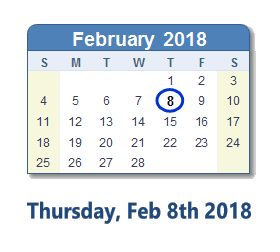 February 2018
S M T W T F S
1 2 3
4 5 6 7 8 9 10
11 12 13 14 15 16 17
18 19 20 21 22 23 24
25 26 27 28
Thursday, Feb 8th 2018